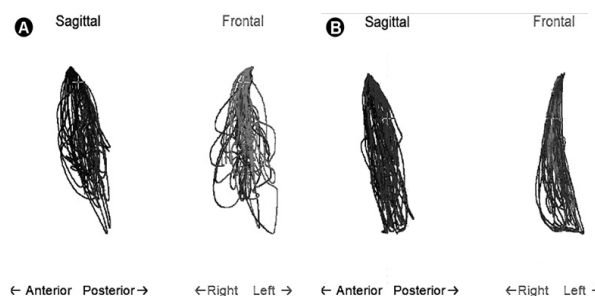 A Sagittal Frontal B Sagittal Frontal
← Anterior Posterior → ← Right Left → ← Anterior Posterior → ← Right Left ←